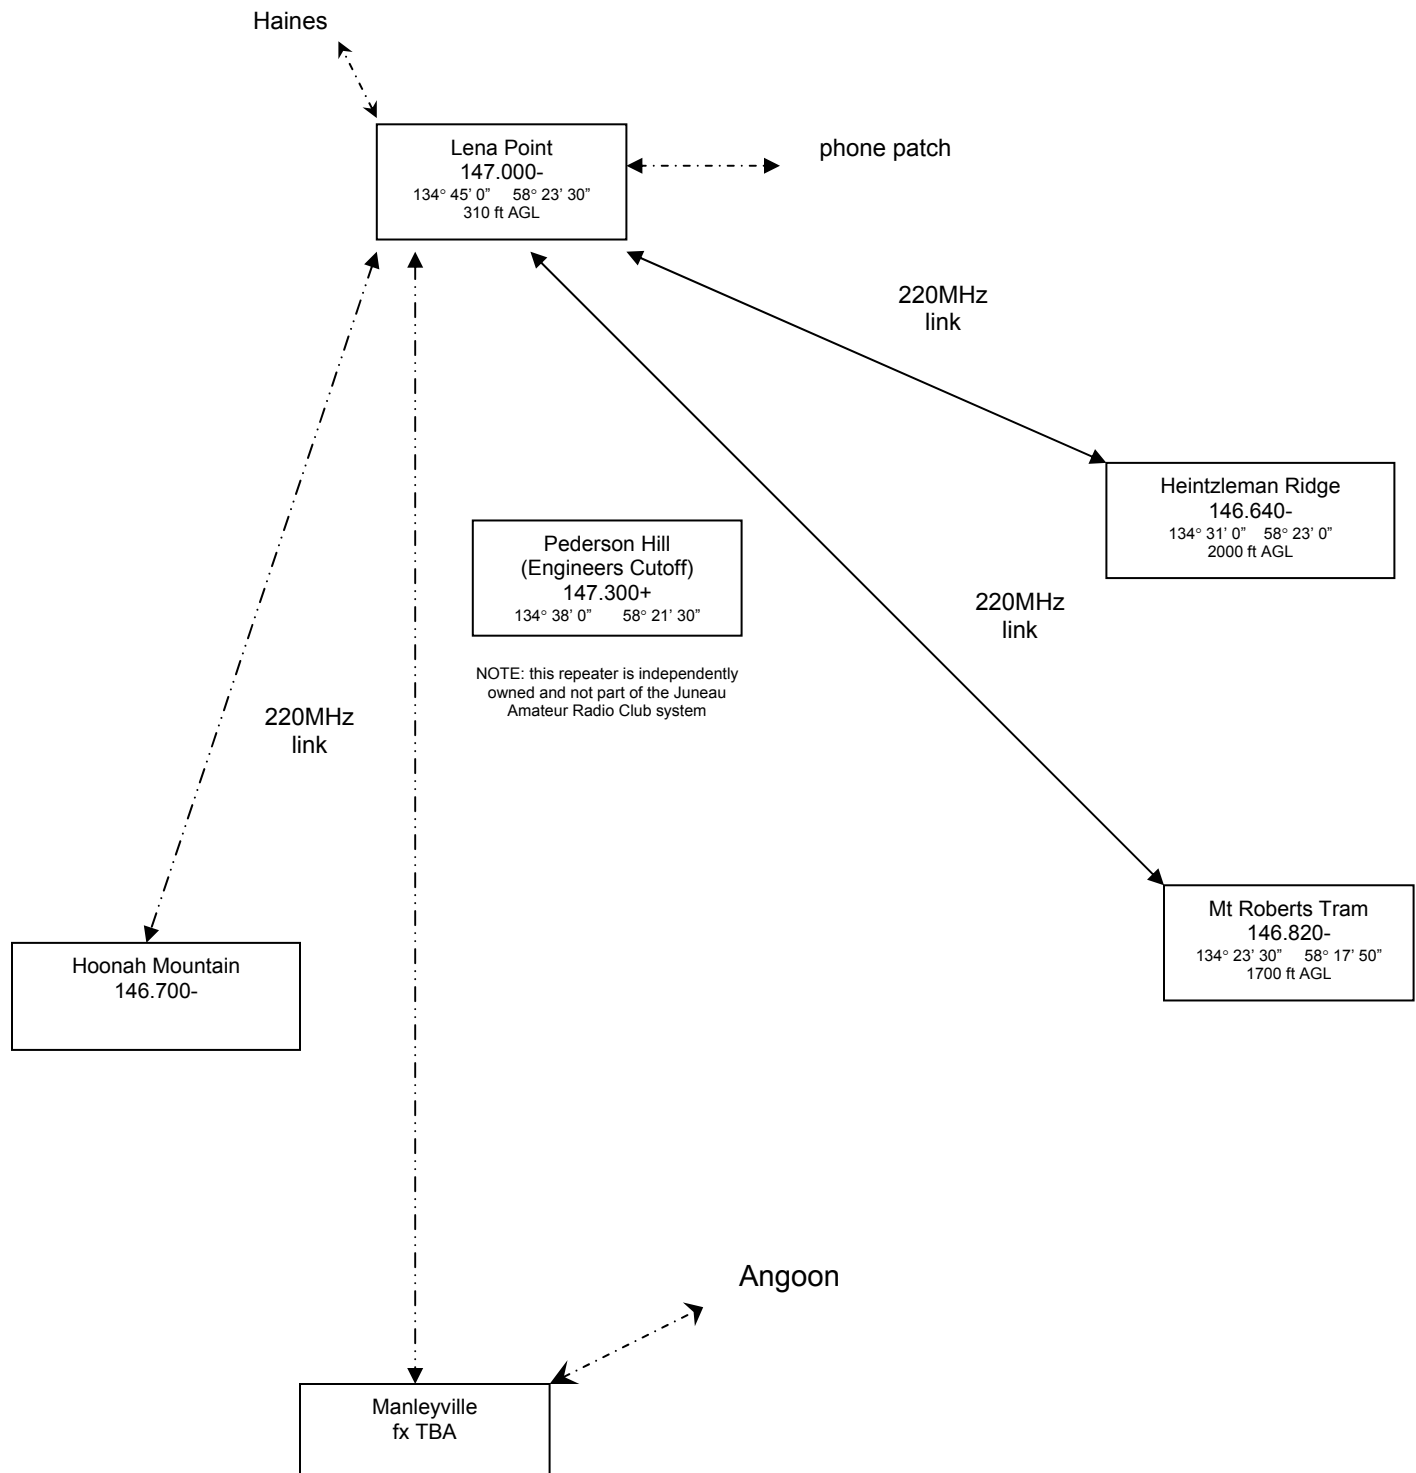 Haines
Lena Point
147.000-
134° 45’ 0”    58° 23’ 30”
310 ft AGL
phone patch
220MHz
link
Heintzleman Ridge
146.640-
134° 31’ 0”    58° 23’ 0”
2000 ft AGL
Pederson Hill
(Engineers Cutoff)
147.300+
134° 38’ 0”    58° 21’ 30”
NOTE: this repeater is independently
owned and not part of the Juneau
Amateur Radio Club system
220MHz
link
220MHz
link
Mt Roberts Tram
146.820-
134° 23’ 30”    58° 17’ 50”
1700 ft AGL
Hoonah Mountain
146.700-
Angoon
Manleyville
fx TBA